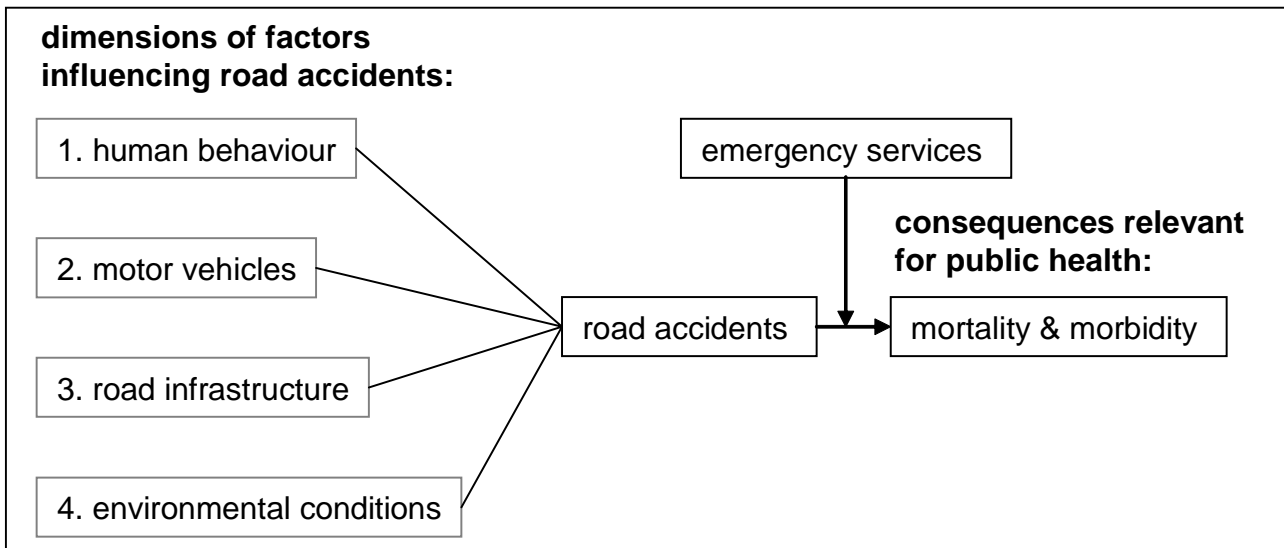 dimensions of factors
influencing road accidents:
1. human behaviour
emergency services
consequences relevant
for public health:
2. motor vehicles
road accidents
mortality & morbidity
3. road infrastructure
4. environmental conditions